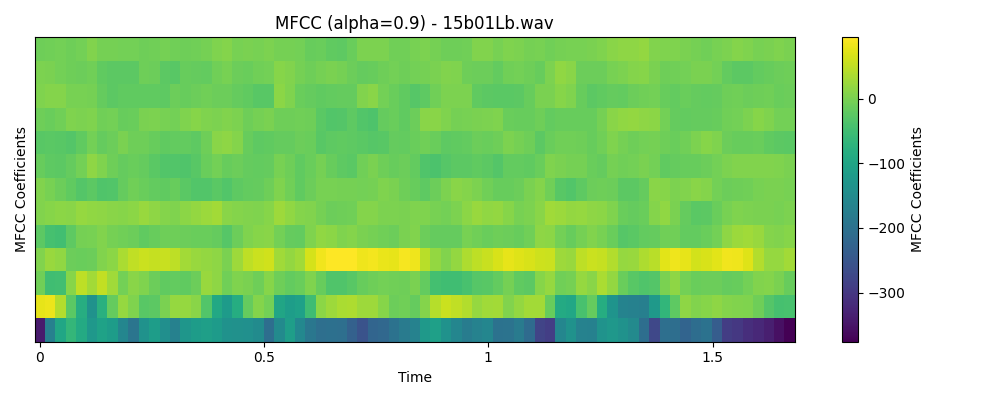 MFCC (alpha=0.9) - 15b01Lb.wav
MFCC Coefficients
0
0.5
1
1.5
Time
0
−100
−200
−300
MFCC Coefficients